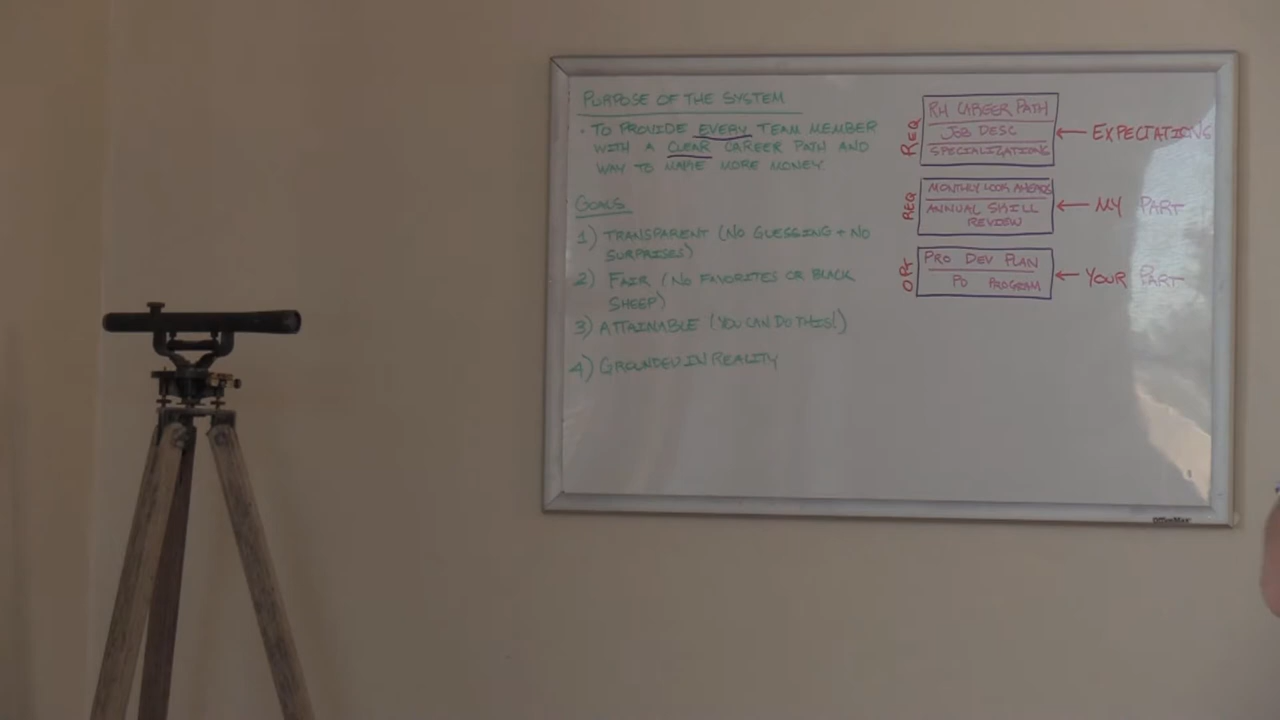 PURPOSE OF THE SYSTEM
• TO PROVIDE EVERY TEAM MEMBER
WITH A CLEAR CAREER PATH AND
WAY TO MAKE MORE MONEY.
GOALS
1) TRANSPARENT (NO GUESSING + NO
SURPRISES)
2) FAIR (NO FAVORITES OR BLACK
SHEEP)
3) ATTAINABLE (YOU CAN DO THIS!)
4) GROUNDED IN REALITY
REQ
RH CAREER PATH
JOB DESC
SPECIALIZATIONS
← EXPECTATIONS
REQ
MONTHLY LOOK AHEADS
ANNUAL SKILL
REVIEW
← MY PART
OPT
PRO DEV PLAN
PD PROGRAM
← YOUR PART
OfficeMax